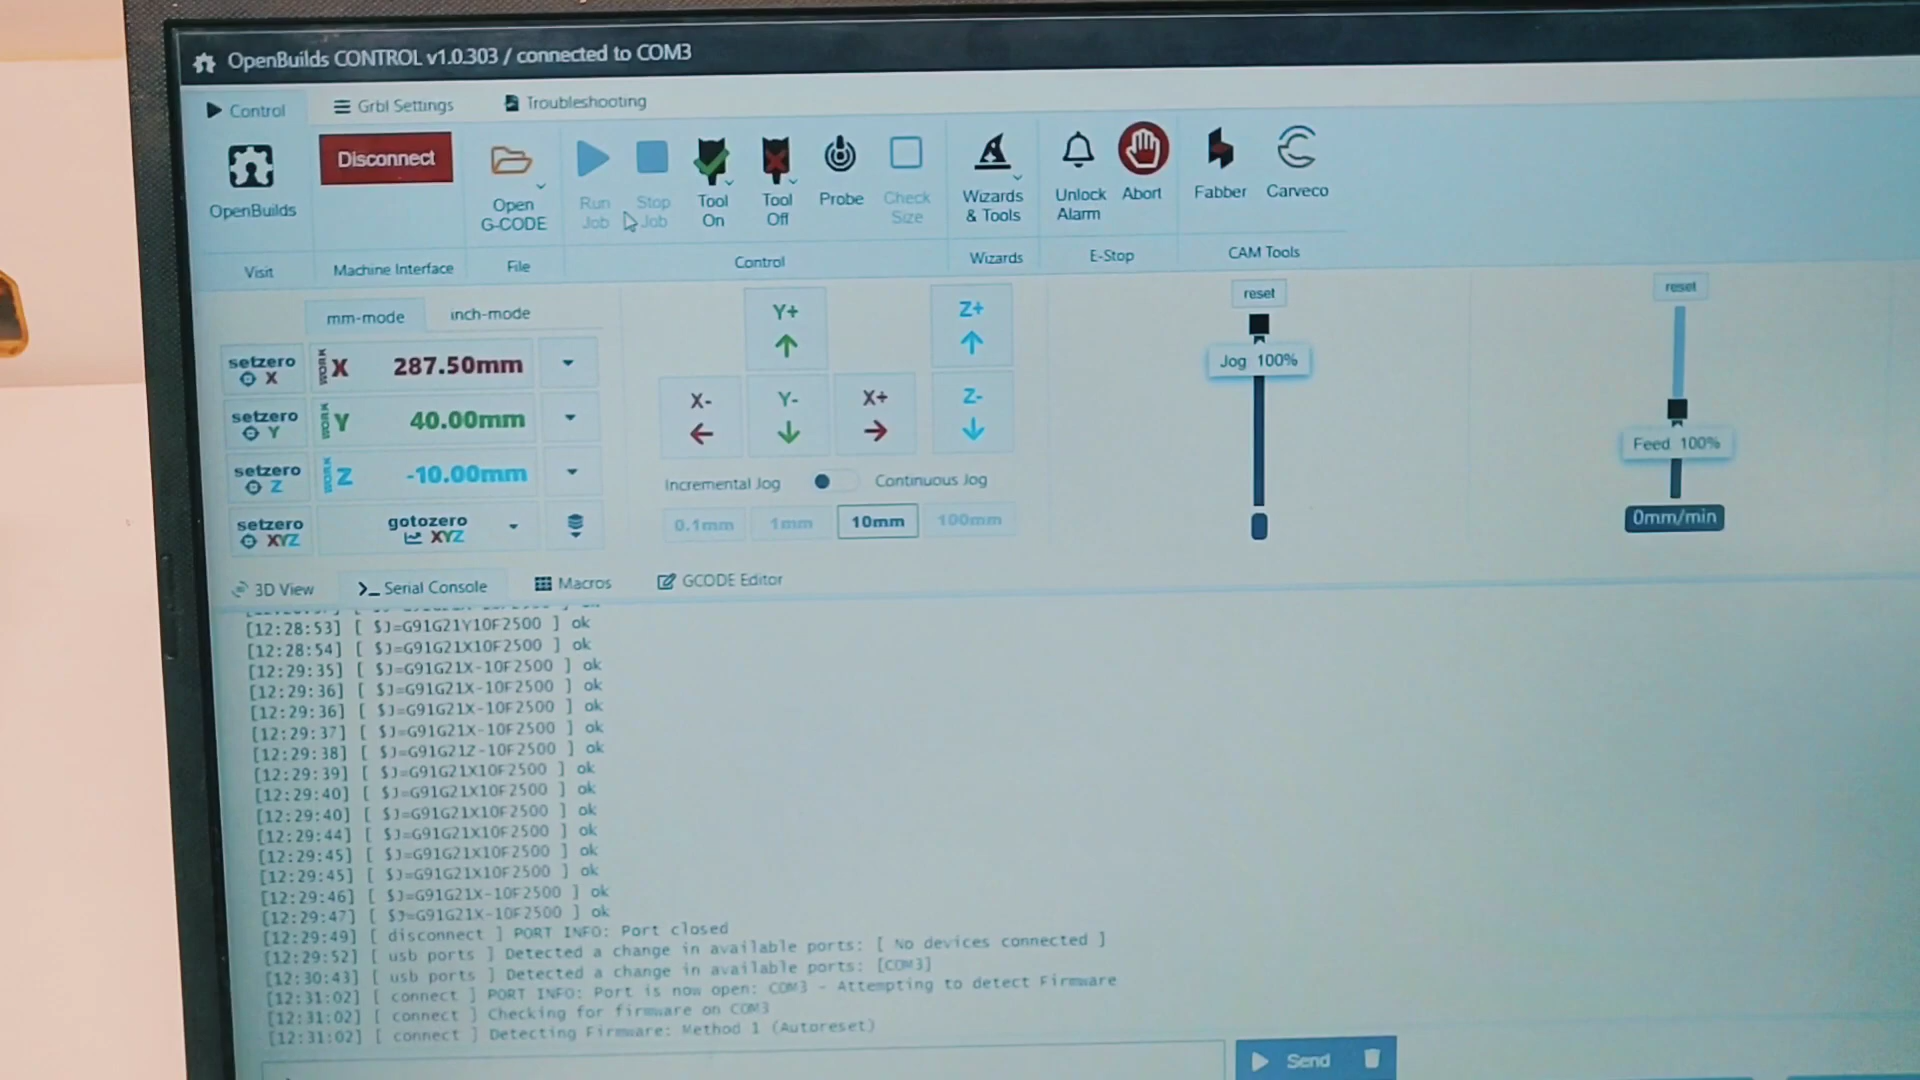 OpenBuilds CONTROL v1.0.303 / connected to COM3
Control Grbl Settings Troubleshooting
OpenBuilds
Disconnect
Open G-CODE
Run Job
Stop Job
Tool On
Tool Off
Probe
Check Size
Wizards & Tools
Unlock Alarm
Abort
Fabber
Carveco
Visit Machine Interface File Control Wizards E-Stop CAM Tools
mm-mode inch-mode
setzero X WORK X 287.50mm
setzero Y WORK Y 40.00mm
setzero Z WORK Z -10.00mm
setzero XYZ gotozero XYZ
Y+ Z+
X- Y- X+ Z-
Incremental Jog Continuous Jog
0.1mm 1mm 10mm 100mm
reset
Jog 100%
reset
Feed 100%
0mm/min
3D View >_ Serial Console Macros GCODE Editor
[12:28:53] [ $J=G91G21Y10F2500 ] ok
[12:28:54] [ $J=G91G21X10F2500 ] ok
[12:29:35] [ $J=G91G21X-10F2500 ] ok
[12:29:36] [ $J=G91G21X-10F2500 ] ok
[12:29:36] [ $J=G91G21X-10F2500 ] ok
[12:29:37] [ $J=G91G21X-10F2500 ] ok
[12:29:38] [ $J=G91G21Z-10F2500 ] ok
[12:29:39] [ $J=G91G21X10F2500 ] ok
[12:29:40] [ $J=G91G21X10F2500 ] ok
[12:29:40] [ $J=G91G21X10F2500 ] ok
[12:29:44] [ $J=G91G21X10F2500 ] ok
[12:29:45] [ $J=G91G21X10F2500 ] ok
[12:29:45] [ $J=G91G21X10F2500 ] ok
[12:29:46] [ $J=G91G21X-10F2500 ] ok
[12:29:47] [ $J=G91G21X-10F2500 ] ok
[12:29:49] [ disconnect ] PORT INFO: Port closed
[12:29:52] [ usb ports ] Detected a change in available ports: [ No devices connected ]
[12:30:43] [ usb ports ] Detected a change in available ports: [COM3]
[12:31:02] [ connect ] PORT INFO: Port is now open: COM3 - Attempting to detect Firmware
[12:31:02] [ connect ] Checking for firmware on COM3
[12:31:02] [ connect ] Detecting Firmware: Method 1 (Autoreset)
Send